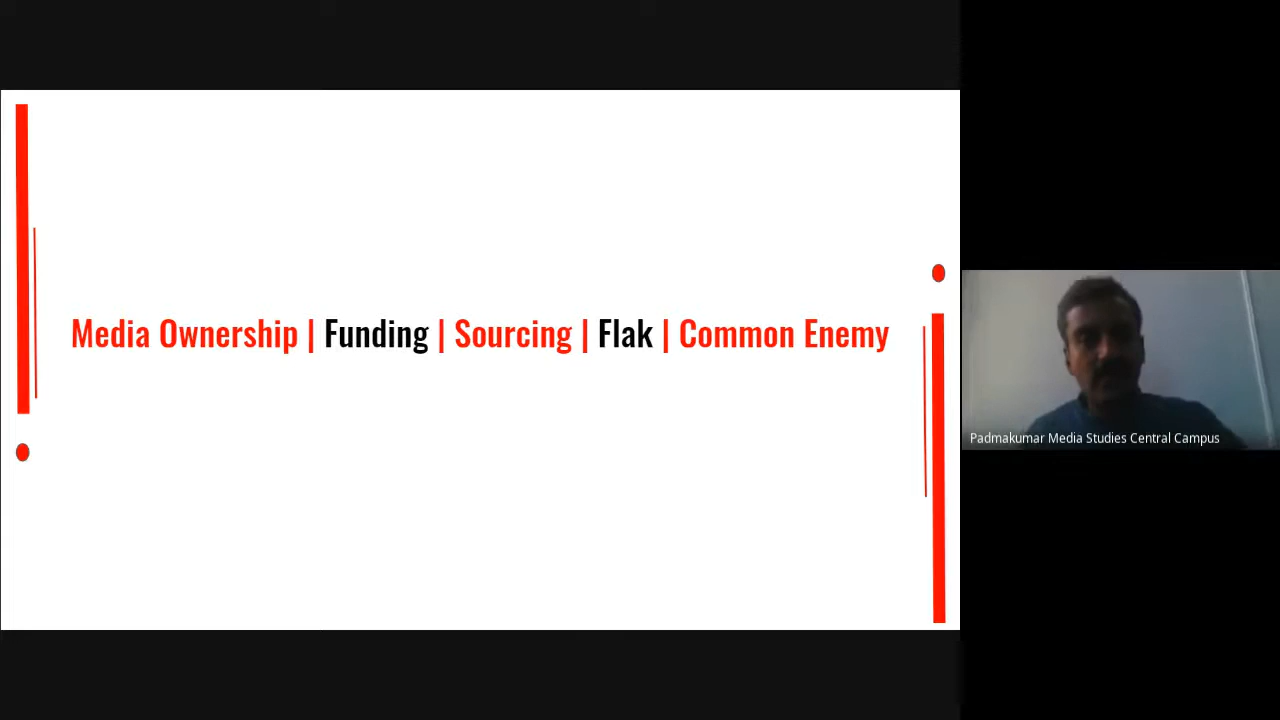 Media Ownership | Funding | Sourcing | Flak | Common Enemy
Padmakumar Media Studies Central Campus